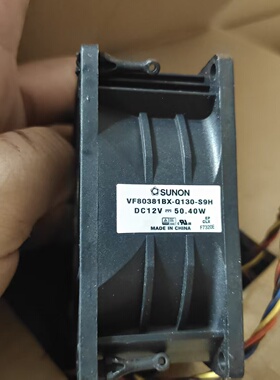 SUNON
VF80381BX-Q130-S9H
DC12V ⎓ 50.40W
MADE IN CHINA